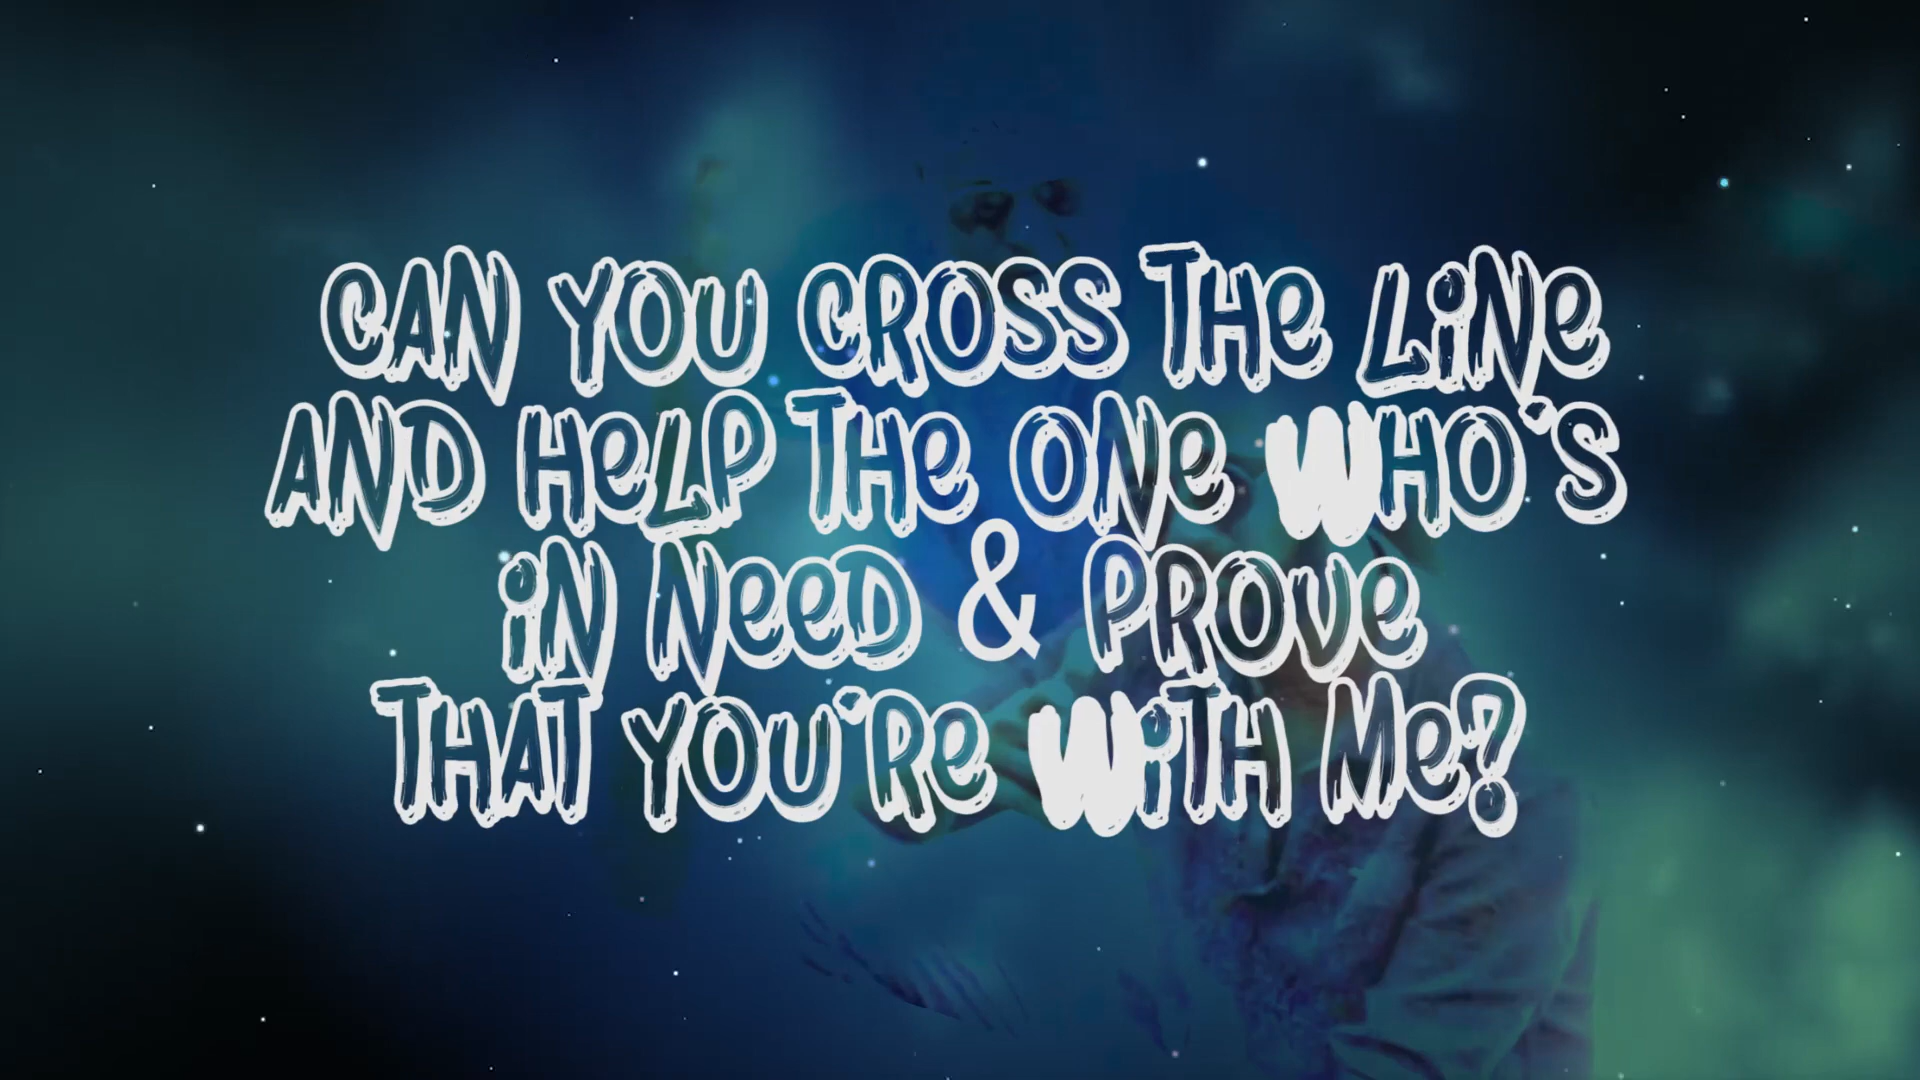 CAN YOU CROSS THE LINE
AND HELP THE ONE WHO'S
IN NEED & PROVE
THAT YOU'RE WITH ME?